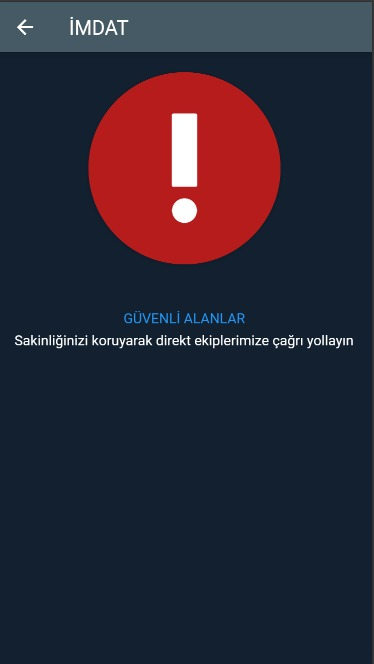 İMDAT
GÜVENLİ ALANLAR
Sakinliğinizi koruyarak direkt ekiplerimize çağrı yollayın